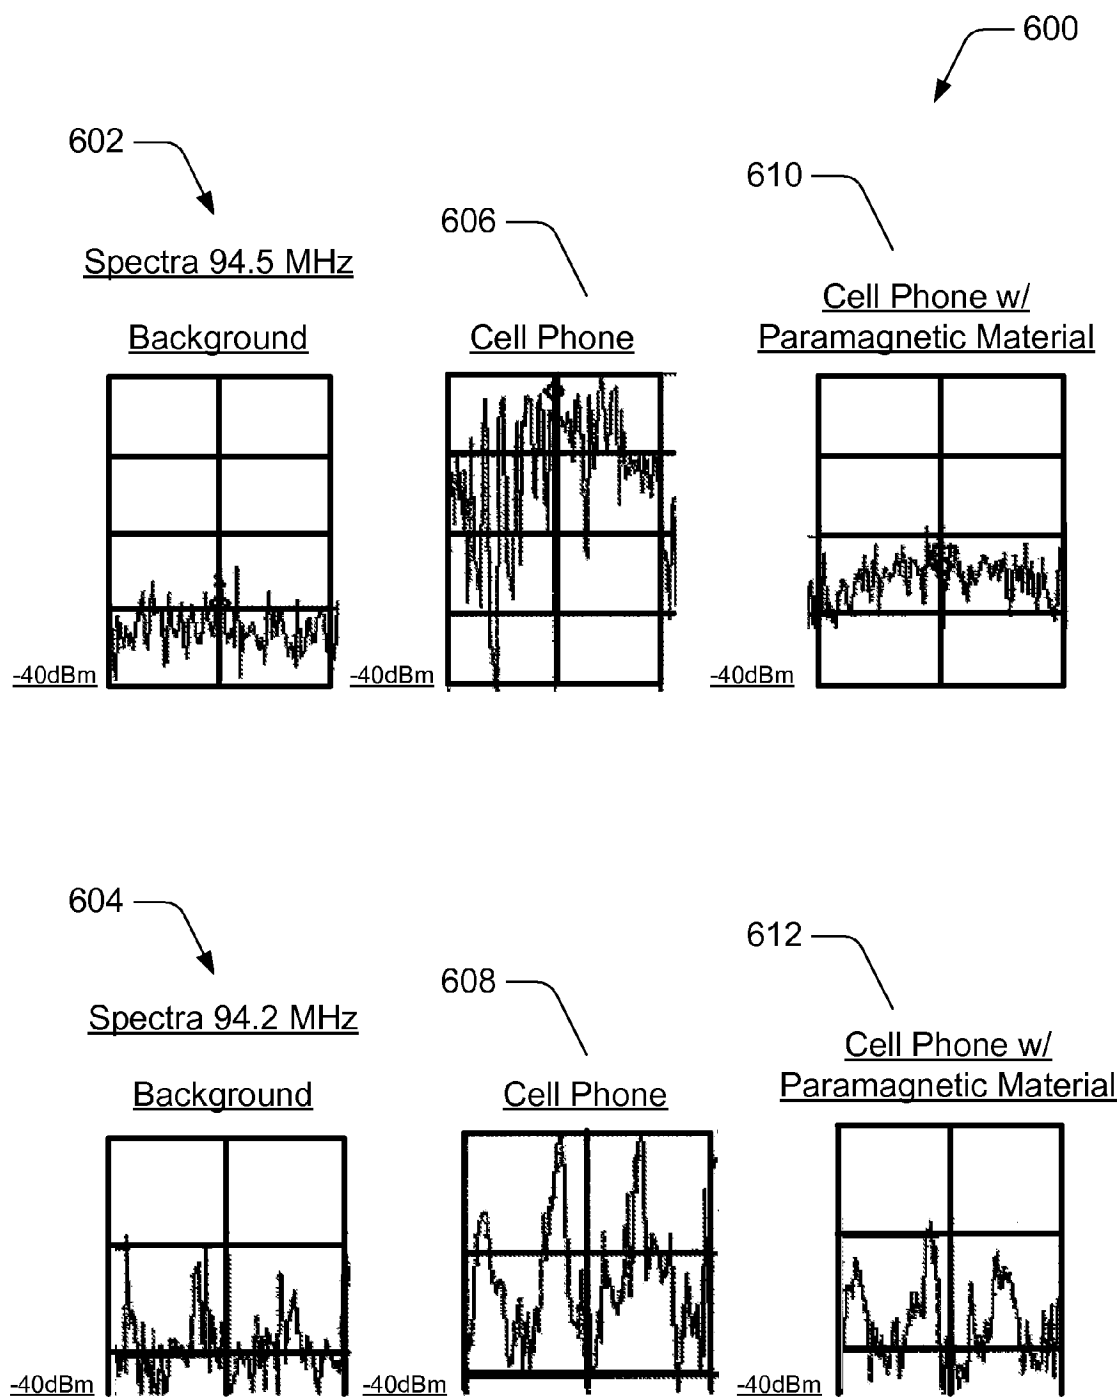 600
602
610
606
Spectra 94.5 MHz
Cell Phone w/
Paramagnetic Material
Background
Cell Phone
-40dBm
-40dBm
-40dBm
604
612
608
Spectra 94.2 MHz
Cell Phone w/
Paramagnetic Material
Background
Cell Phone
-40dBm
-40dBm
-40dBm